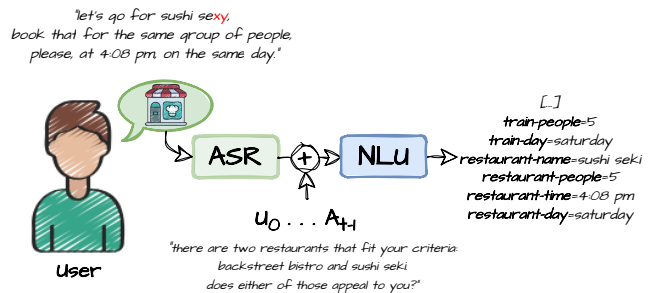 "let's go for sushi sexy,
book that for the same group of people,
please, at 4:08 pm, on the same day."
[...]
train-people=5
train-day=saturday
restaurant-name=sushi seki
restaurant-people=5
restaurant-time=4:08 pm
restaurant-day=saturday
ASR
+
NLU
U0 . . . At-1
"there are two restaurants that fit your criteria:
backstreet bistro and sushi seki.
does either of those appeal to you?"
User